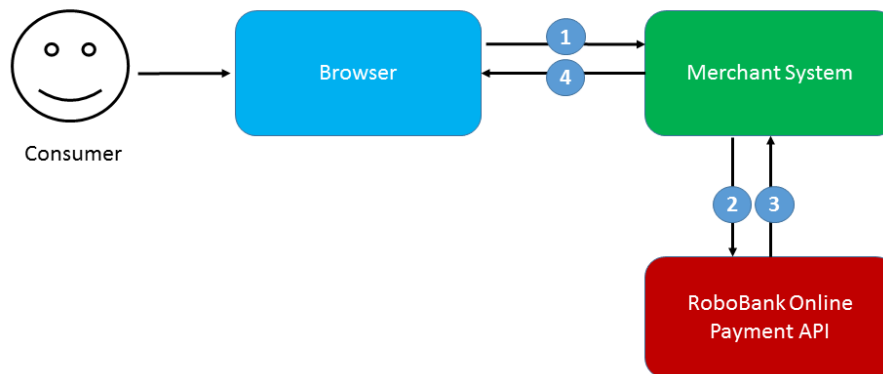 Browser
1
4
Merchant System
Consumer
2
3
RoboBank Online
Payment API